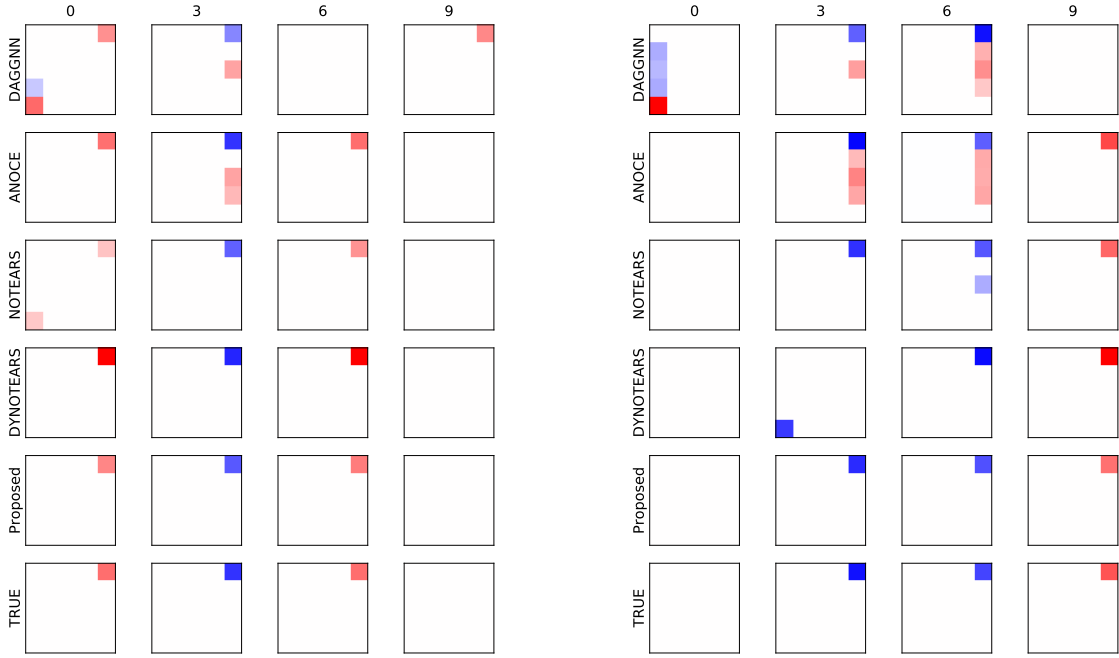 0 3 6 9 0 3 6 9
DAGGNN DAGGNN
ANOCE ANOCE
NOTEARS NOTEARS
DYNOTEARS DYNOTEARS
Proposed Proposed
TRUE TRUE